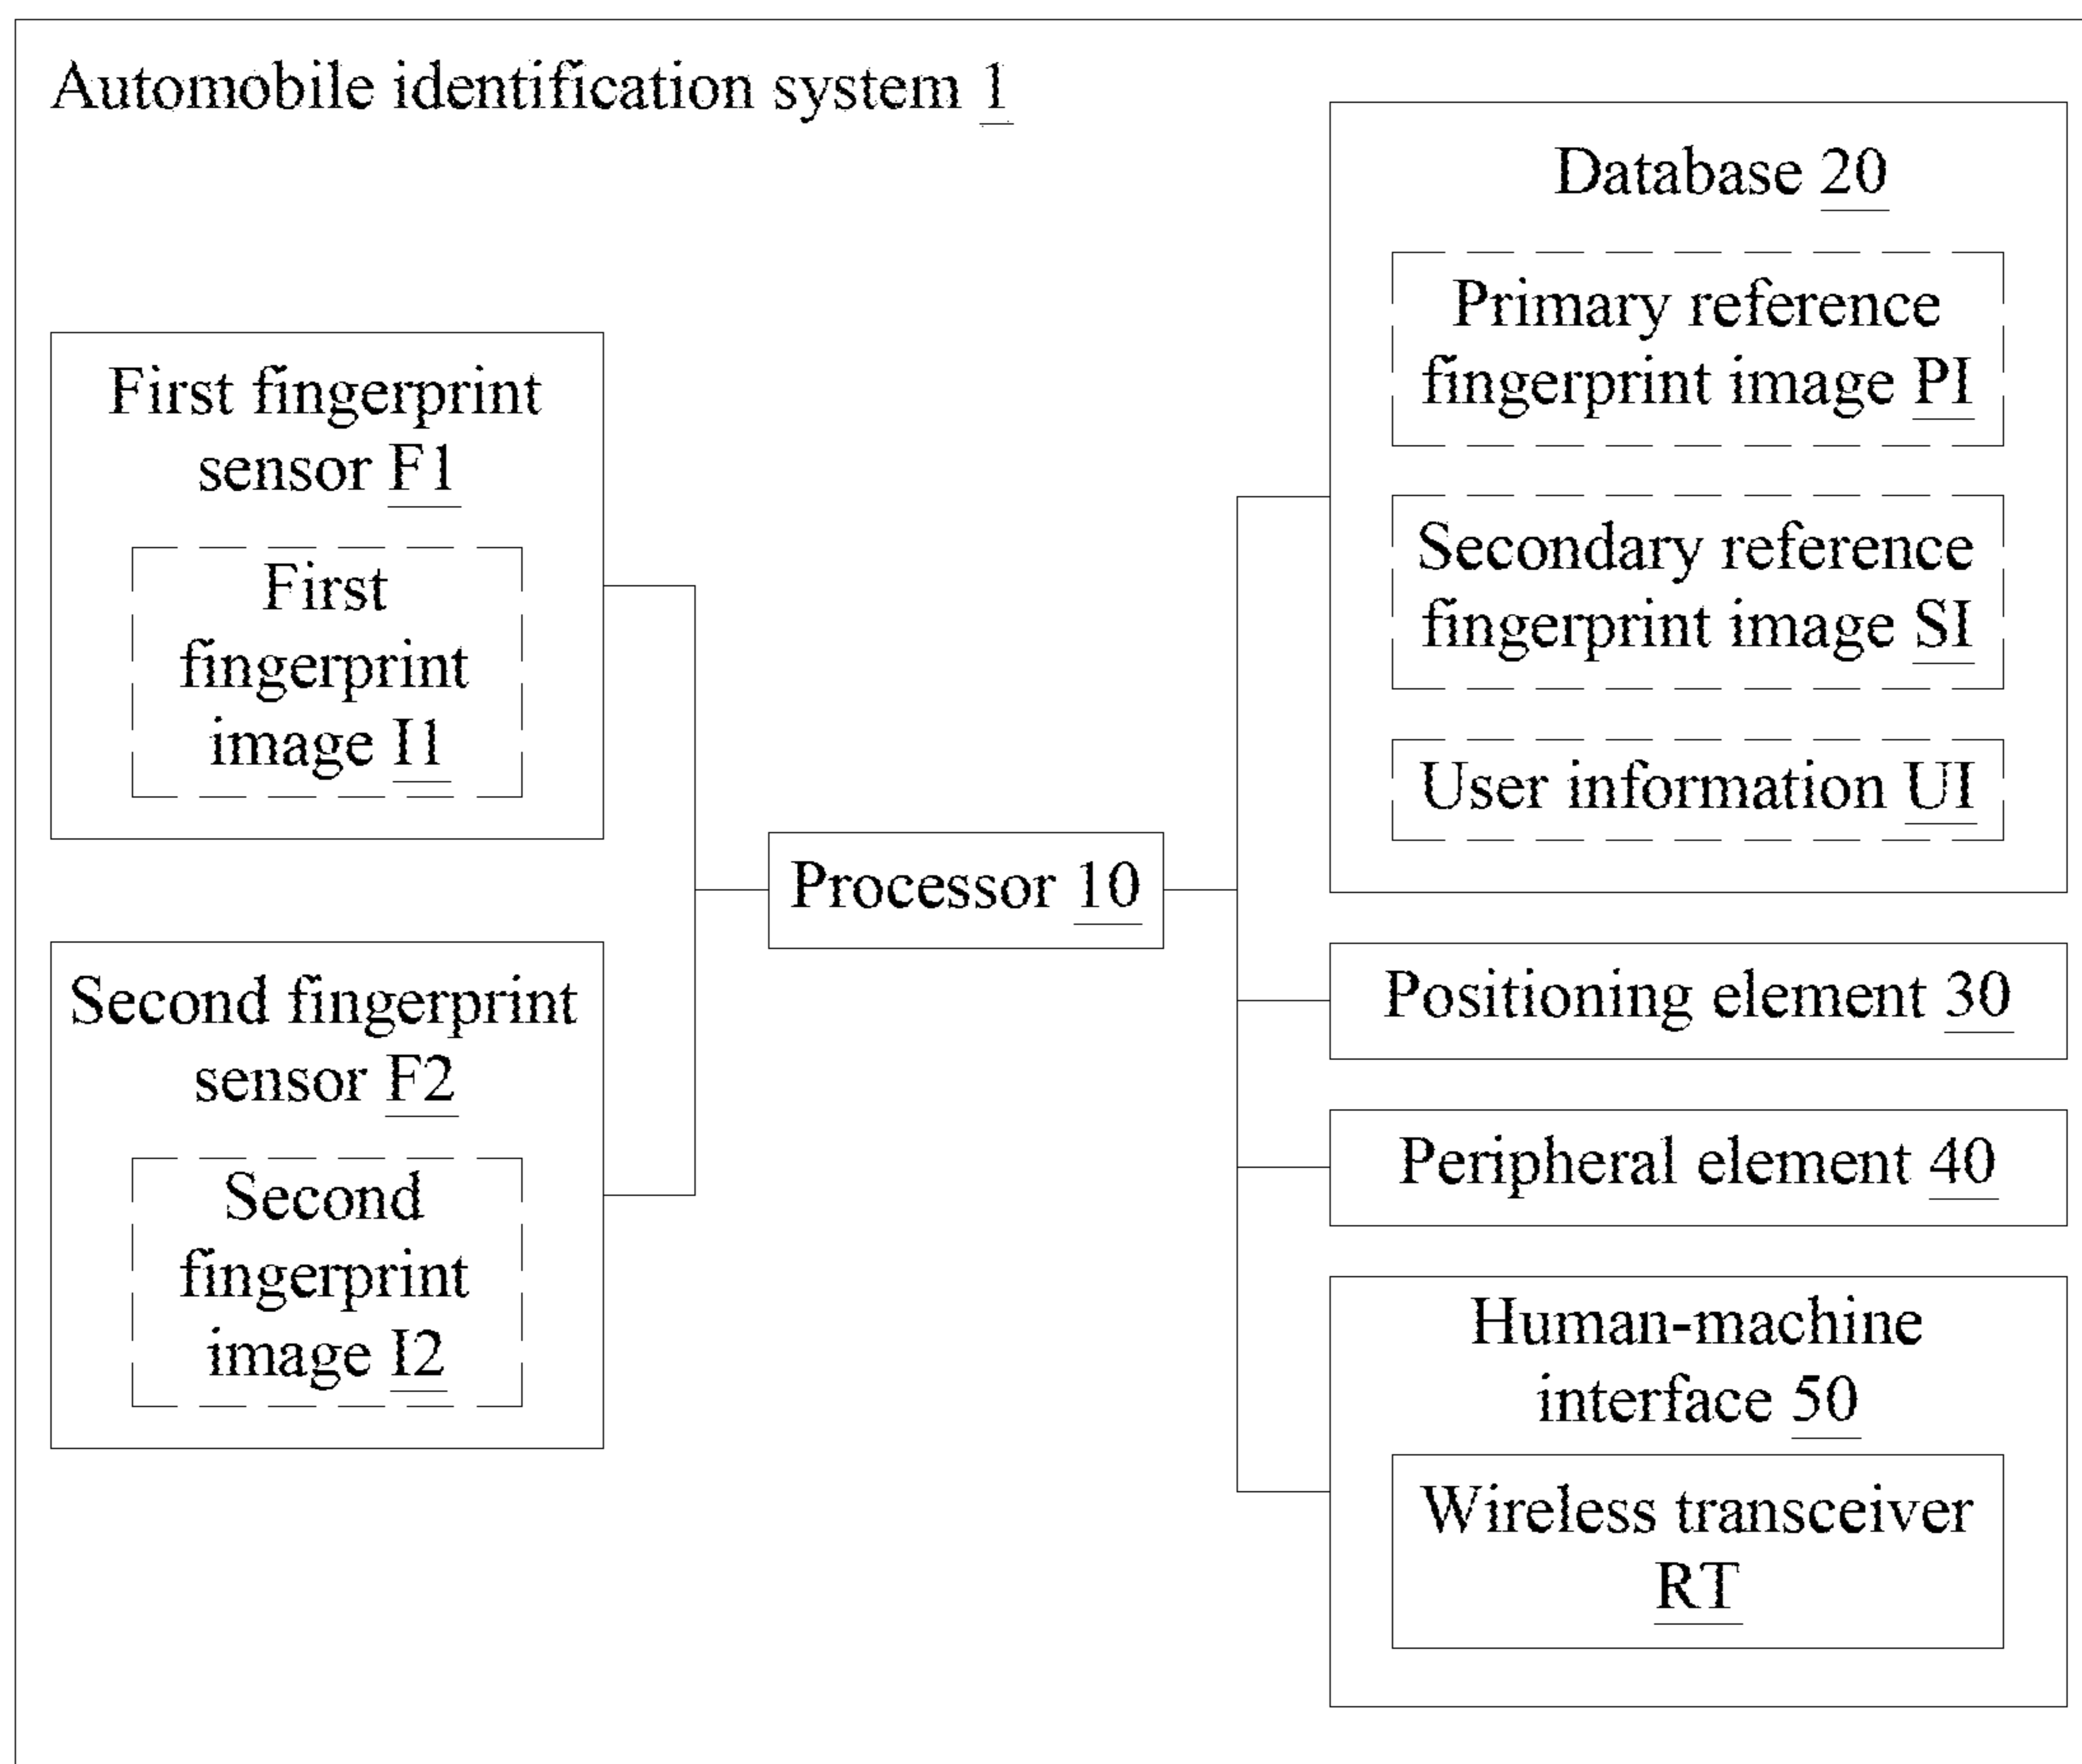 Automobile identification system 1
First fingerprint
sensor F1
First
fingerprint
image I1
Second fingerprint
sensor F2
Second
fingerprint
image I2
Processor 10
Database 20
Primary reference
fingerprint image PI
Secondary reference
fingerprint image SI
User information UI
Positioning element 30
Peripheral element 40
Human-machine
interface 50
Wireless transceiver
RT